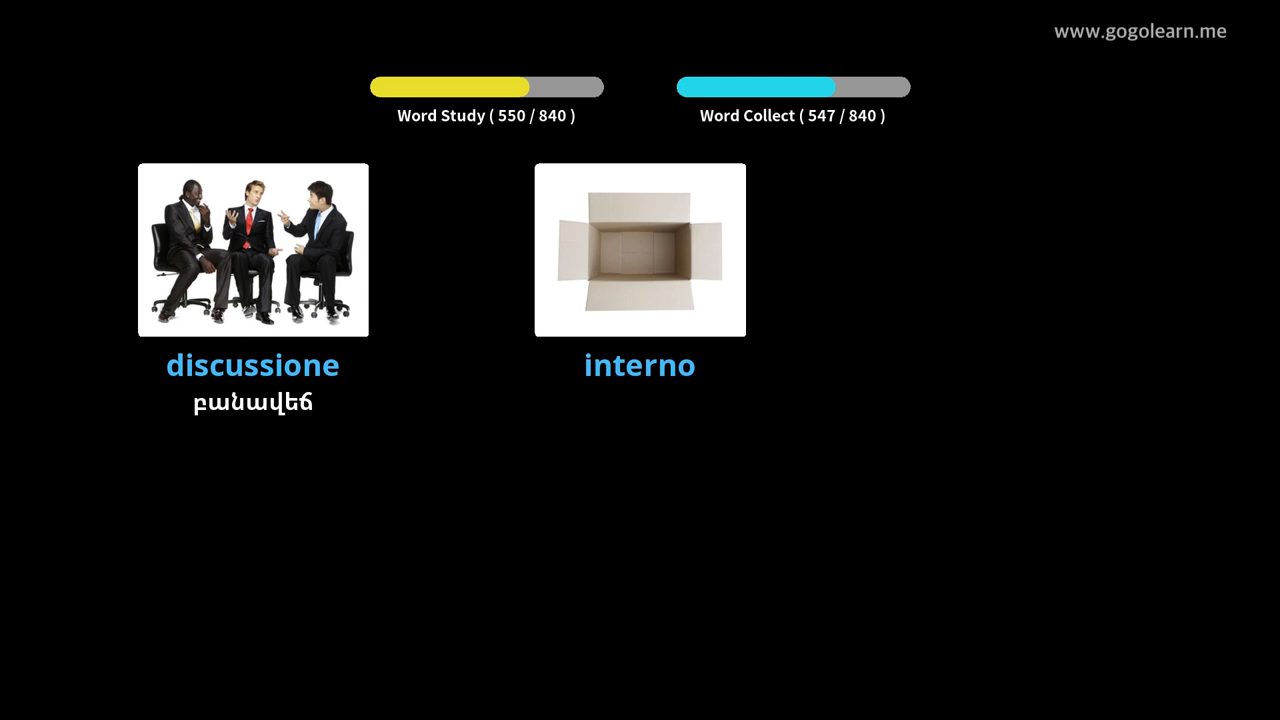 www.gogolearn.me
Word Study ( 550 / 840 )
Word Collect ( 547 / 840 )
discussione
interno
բանավեճ